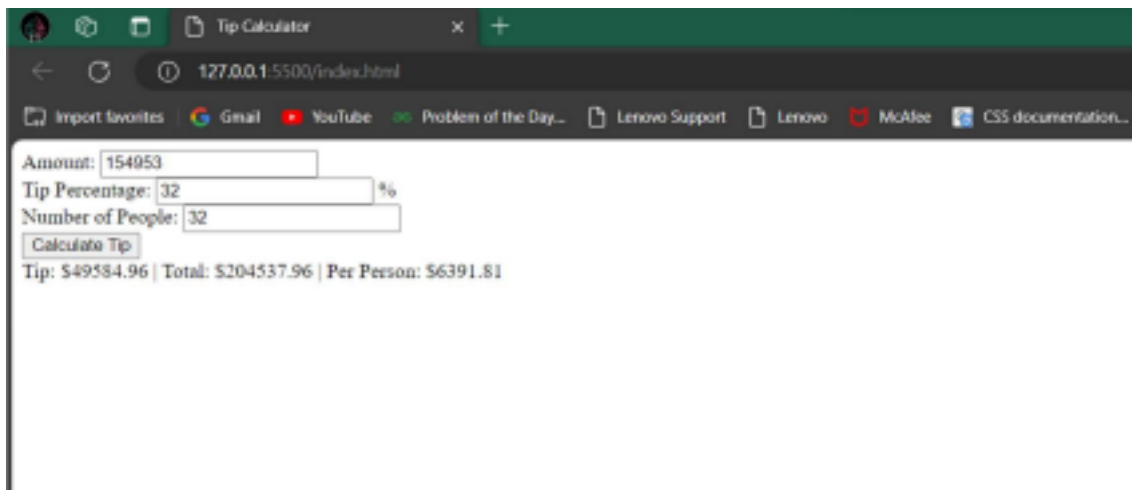 Tip Calculator
127.0.0.1:5500/index.html
Import favorites Gmail YouTube Problem of the Day... Lenovo Support Lenovo McAfee CSS documentation...
Amount: 154953
Tip Percentage: 32 %
Number of People: 32
Calculate Tip
Tip: $49584.96 | Total: $204537.96 | Per Person: $6391.81